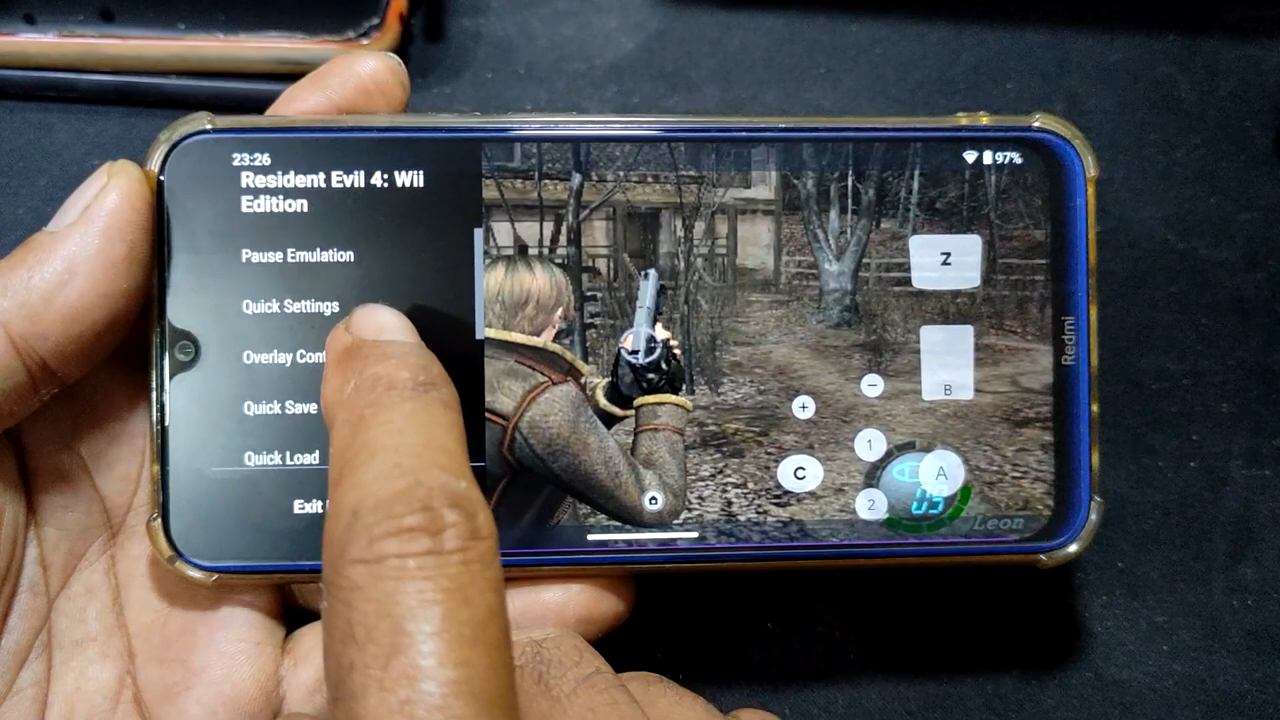 23:26
97%
Resident Evil 4: Wii
Edition
Pause Emulation
Quick Settings
Overlay
Quick Save
Quick Load
Exit
Z
B
-
+
1
C
A
2
09
Leon
Redmi